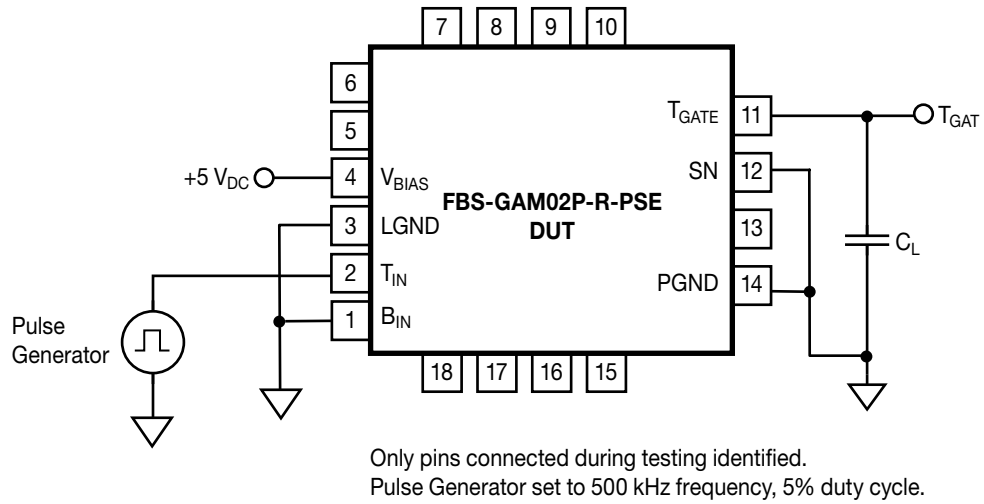 7 8 9 10
6
5
+5 VDC 4 VBIAS
3 LGND
2 TIN
1 BIN
FBS-GAM02P-R-PSE
DUT
TGATE 11 TGAT
SN 12
13
PGND 14
CL
Pulse
Generator
18 17 16 15
Only pins connected during testing identified.
Pulse Generator set to 500 kHz frequency, 5% duty cycle.